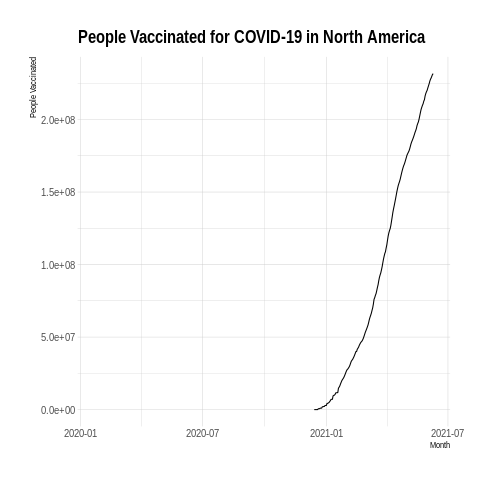 People Vaccinated for COVID-19 in North America
People Vaccinated
2.0e+08
1.5e+08
1.0e+08
5.0e+07
0.0e+00
2020-01 2020-07 2021-01 2021-07
Month